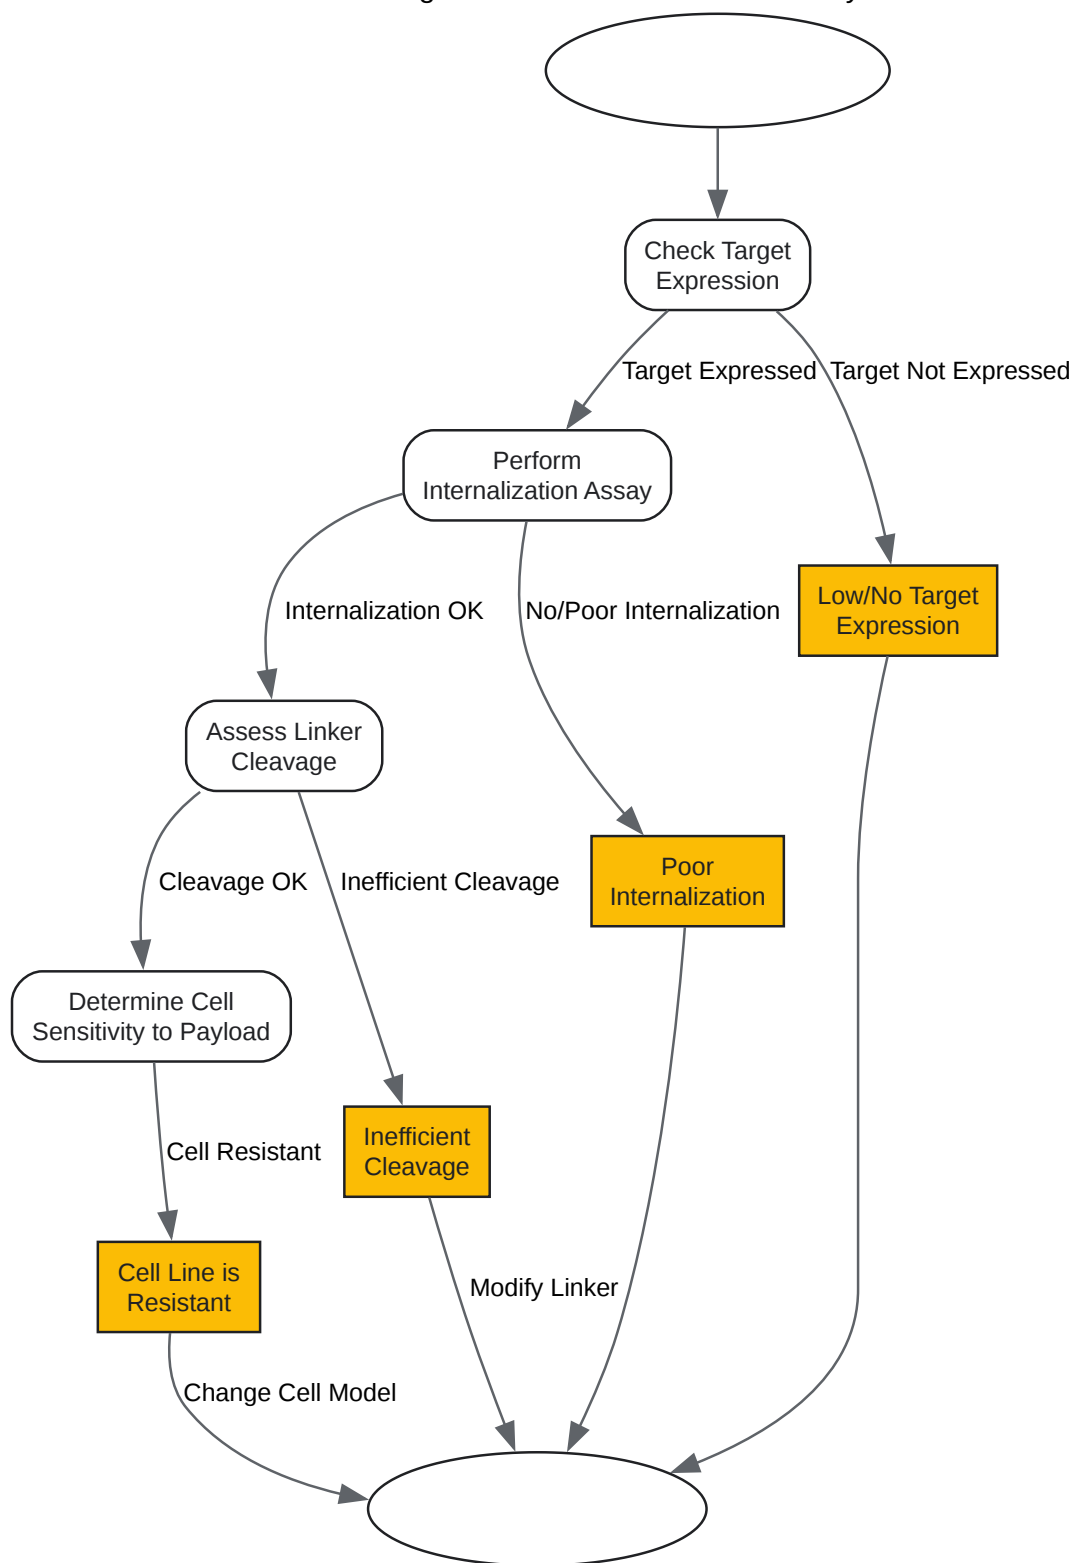 Check Target
Expression
Target Expressed
Target Not Expressed
Perform
Internalization Assay
Internalization OK
No/Poor Internalization
Low/No Target
Expression
Assess Linker
Cleavage
Cleavage OK
Inefficient Cleavage
Poor
Internalization
Determine Cell
Sensitivity to Payload
Cell Resistant
Inefficient
Cleavage
Cell Line is
Resistant
Modify Linker
Change Cell Model